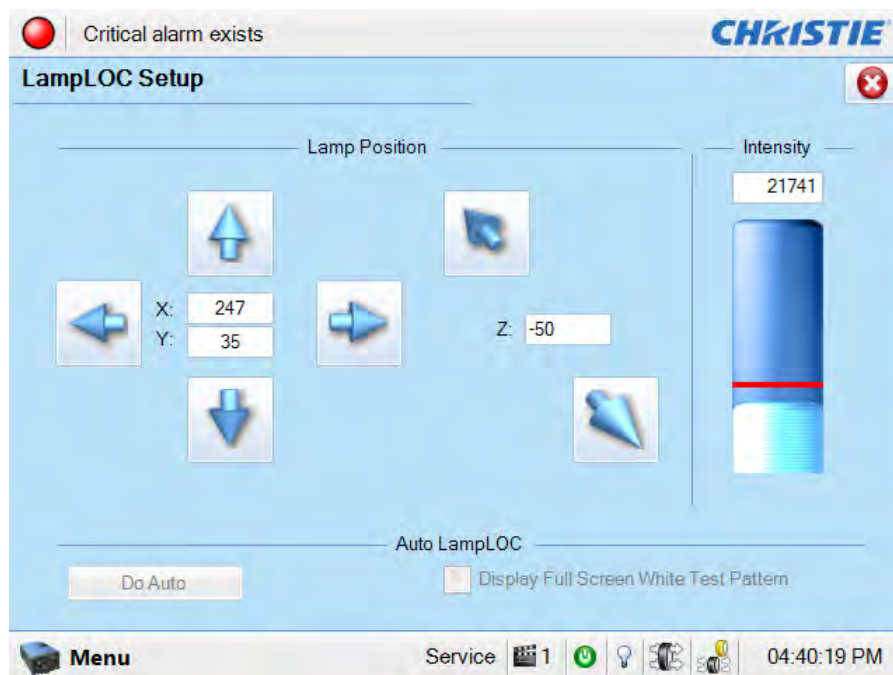 Critical alarm exists
CHRISTIE
LampLOC Setup
Lamp Position
Intensity
21741
X: 247
Y: 35
Z: -50
Auto LampLOC
Do Auto
Display Full Screen White Test Pattern
Menu
Service
1
04:40:19 PM